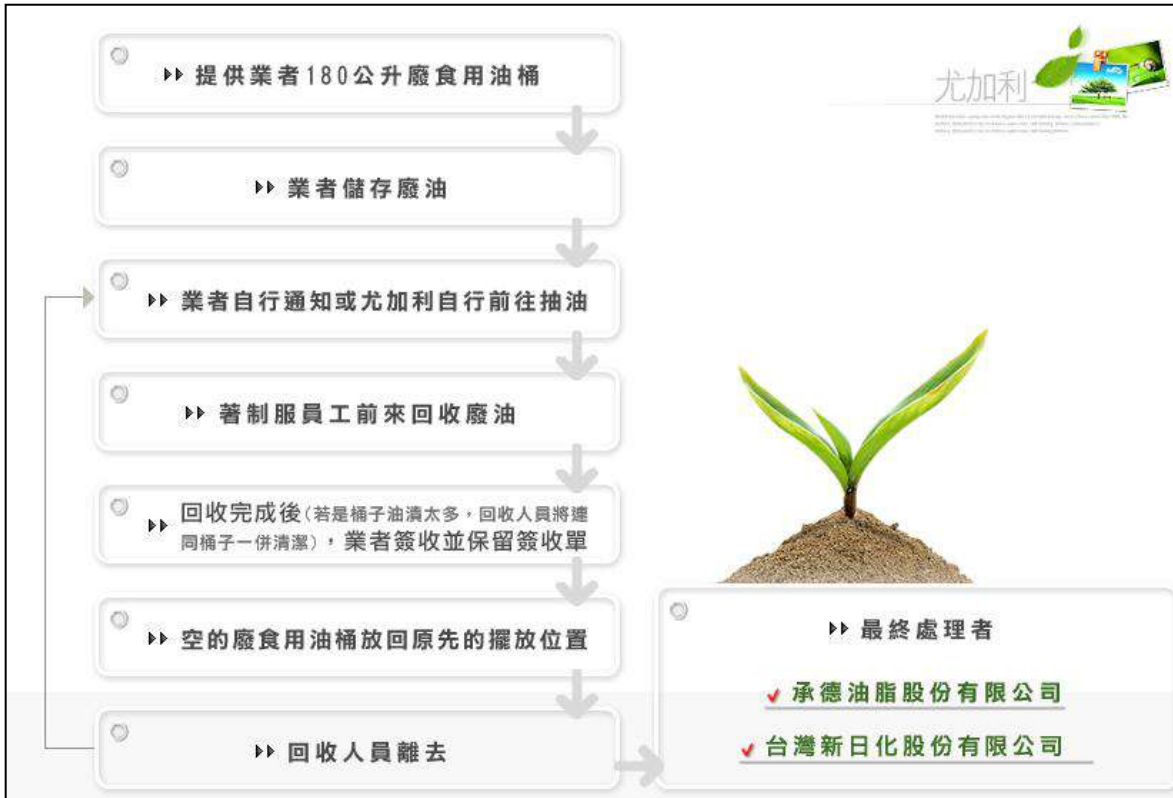 提供業者180公升廢食用油桶
尤加利
業者儲存廢油
業者自行通知或尤加利自行前往抽油
著制服員工前來回收廢油
回收完成後(若是桶子油漬太多,回收人員將連
同桶子一併清潔),業者簽收並保留簽收單
空的廢食用油桶放回原先的擺放位置
回收人員離去
最終處理者
承德油脂股份有限公司
台灣新日化股份有限公司